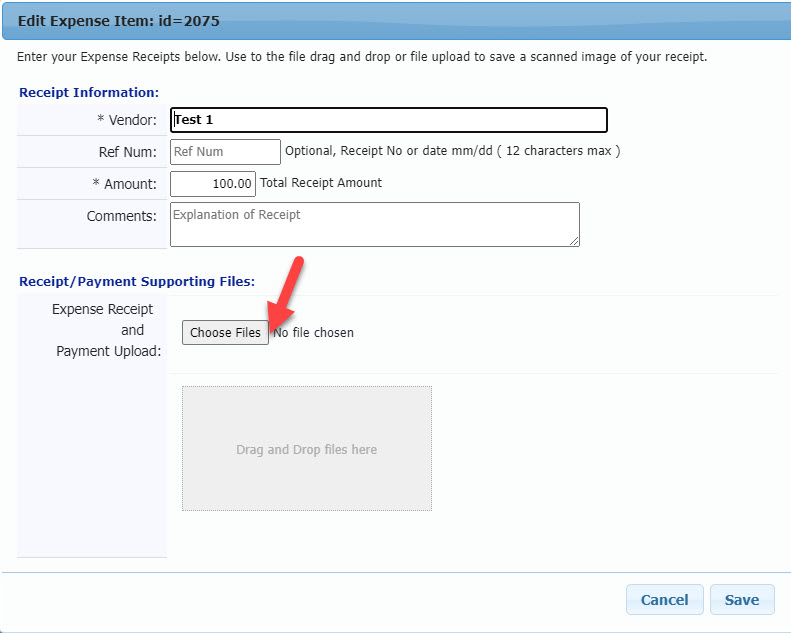 Edit Expense Item: id=2075
Enter your Expense Receipts below. Use to the file drag and drop or file upload to save a scanned image of your receipt.
Receipt Information:
* Vendor: Test 1
Ref Num: Ref Num Optional, Receipt No or date mm/dd ( 12 characters max )
* Amount: 100.00 Total Receipt Amount
Comments: Explanation of Receipt
Receipt/Payment Supporting Files:
Expense Receipt
and
Payment Upload:
Choose Files No file chosen
Drag and Drop files here
Cancel Save